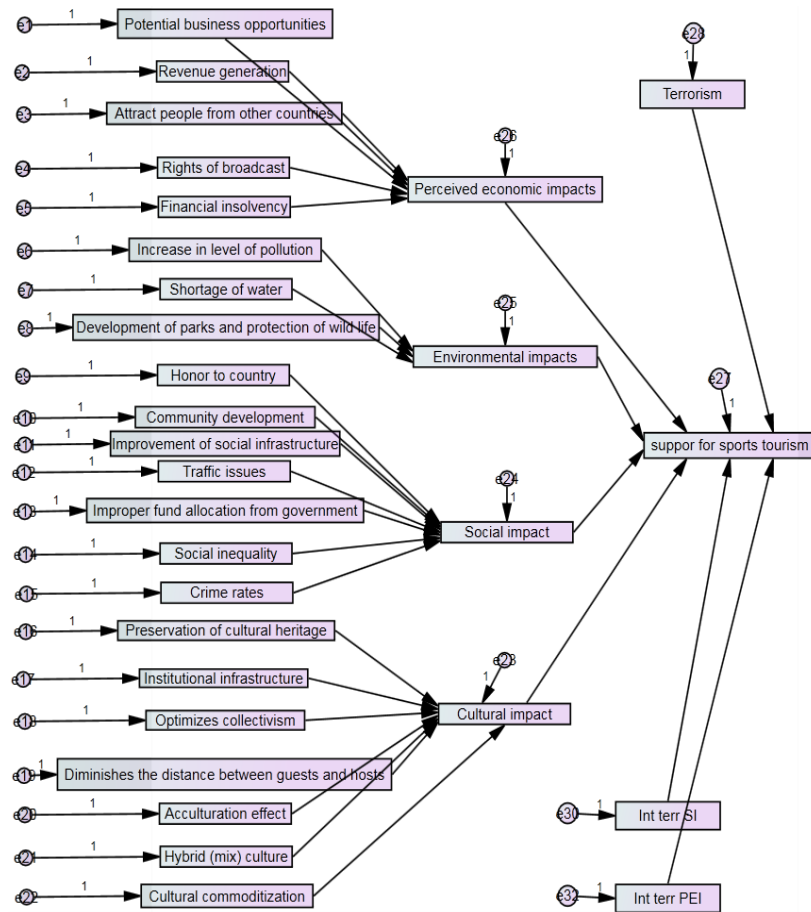 e1 1 Potential business opportunities
e28
1
Terrorism
e2 1 Revenue generation
e3 1 Attract people from other countries
e26
1
e4 1 Rights of broadcast
Perceived economic impacts
e5 1 Financial insolvency
e6 1 Increase in level of pollution
e7 1 Shortage of water
e25
1
e8 1 Development of parks and protection of wild life
Environmental impacts
e9 1 Honor to country
e27
1
e10 1 Community development
e11 1 Improvement of social infrastructure
suppor for sports tourism
e12 1 Traffic issues
e24
1
e13 1 Improper fund allocation from government
Social impact
e14 1 Social inequality
e15 1 Crime rates
e16 1 Preservation of cultural heritage
e23
1
e17 1 Institutional infrastructure
e18 1 Optimizes collectivism
Cultural impact
e19 1 Diminishes the distance between guests and hosts
e20 1 Acculturation effect
e30 1 Int terr SI
e21 1 Hybrid (mix) culture
e22 1 Cultural commoditization
e32 1 Int terr PEI